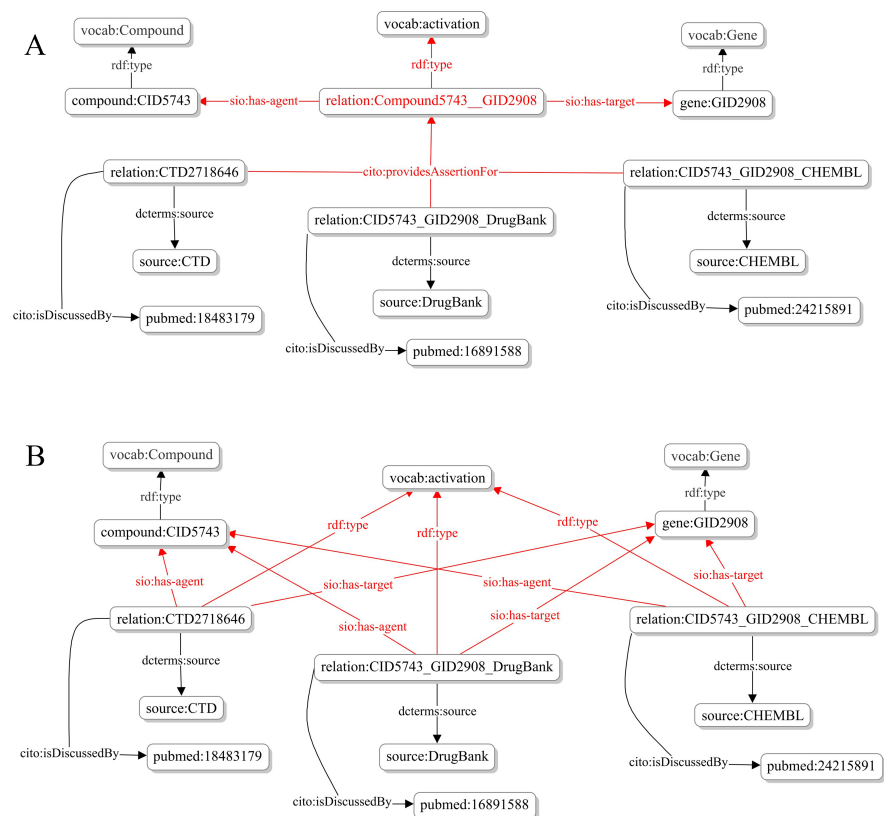 A
vocab:Compound
vocab:activation
vocab:Gene
rdf:type
rdf:type
rdf:type
compound:CID5743
sio:has-agent
relation:Compound5743__GID2908
sio:has-target
gene:GID2908
relation:CTD2718646
cito:providesAssertionFor
relation:CID5743_GID2908_CHEMBL
dcterms:source
relation:CID5743_GID2908_DrugBank
dcterms:source
source:CTD
dcterms:source
source:CHEMBL
source:DrugBank
cito:isDiscussedBy
pubmed:18483179
cito:isDiscussedBy
pubmed:24215891
cito:isDiscussedBy
pubmed:16891588
B
vocab:Compound
vocab:activation
vocab:Gene
rdf:type
rdf:type
compound:CID5743
rdf:type
rdf:type
rdf:type
gene:GID2908
sio:has-agent
sio:has-target
sio:has-agent
sio:has-target
relation:CTD2718646
sio:has-agent
sio:has-target
relation:CID5743_GID2908_CHEMBL
dcterms:source
relation:CID5743_GID2908_DrugBank
dcterms:source
source:CTD
dcterms:source
source:CHEMBL
cito:isDiscussedBy
pubmed:18483179
source:DrugBank
cito:isDiscussedBy
pubmed:24215891
cito:isDiscussedBy
pubmed:16891588